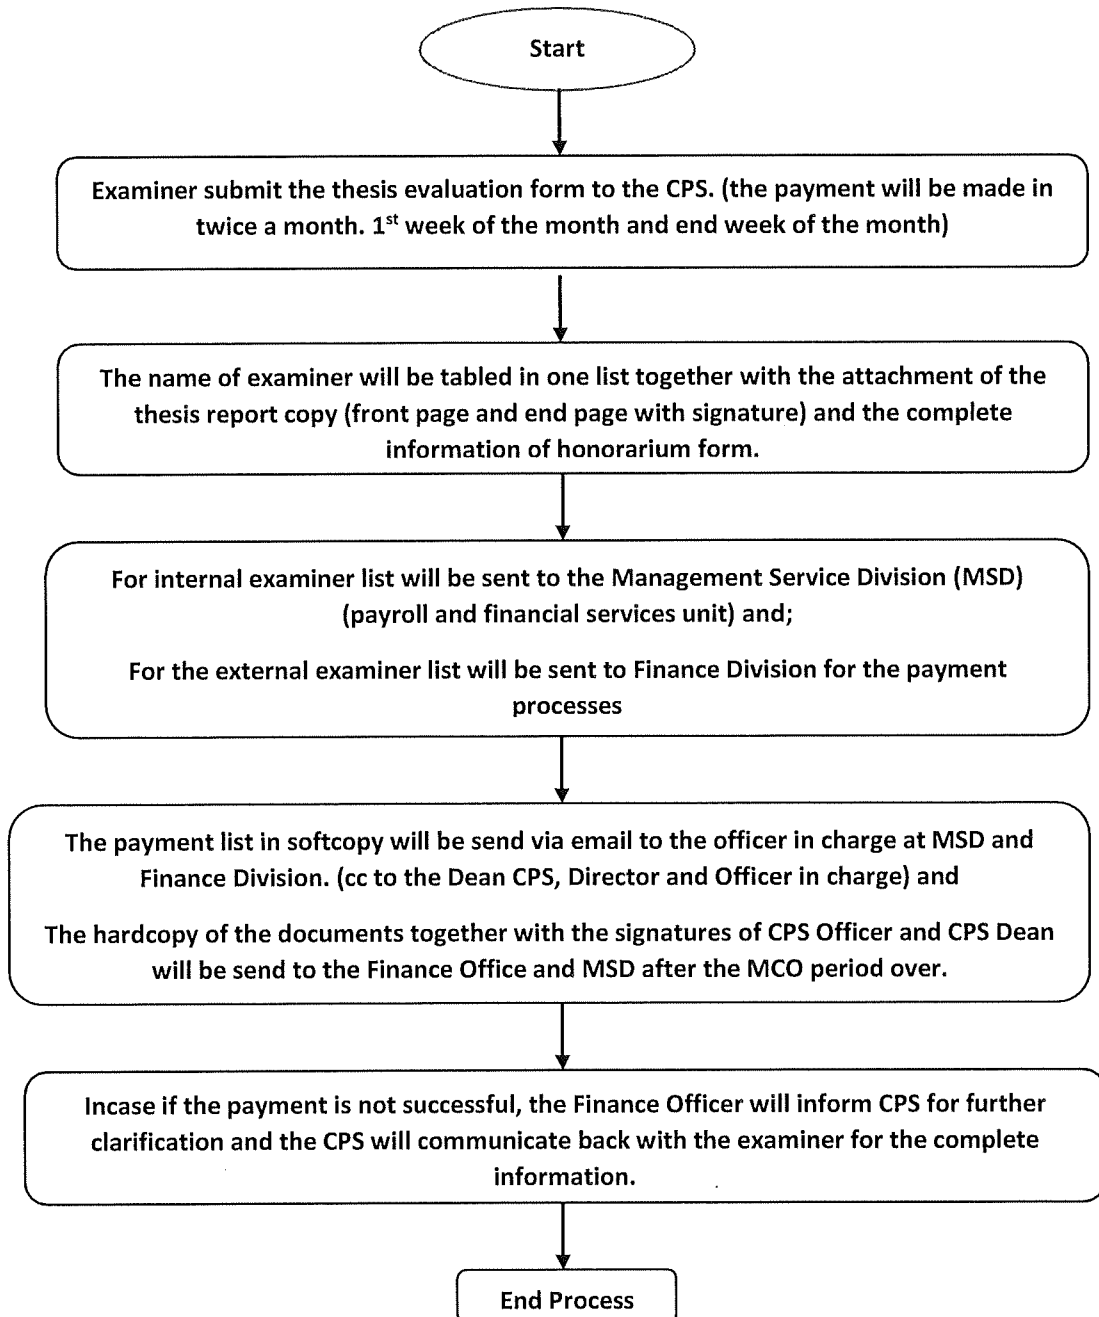 Start
Examiner submit the thesis evaluation form to the CPS. (the payment will be made in
twice a month. 1st week of the month and end week of the month)
The name of examiner will be tabled in one list together with the attachment of the
thesis report copy (front page and end page with signature) and the complete
information of honorarium form.
For internal examiner list will be sent to the Management Service Division (MSD)
(payroll and financial services unit) and;
For the external examiner list will be sent to Finance Division for the payment
processes
The payment list in softcopy will be send via email to the officer in charge at MSD and
Finance Division. (cc to the Dean CPS, Director and Officer in charge) and
The hardcopy of the documents together with the signatures of CPS Officer and CPS Dean
will be send to the Finance Office and MSD after the MCO period over.
Incase if the payment is not successful, the Finance Officer will inform CPS for further
clarification and the CPS will communicate back with the examiner for the complete
information.
End Process